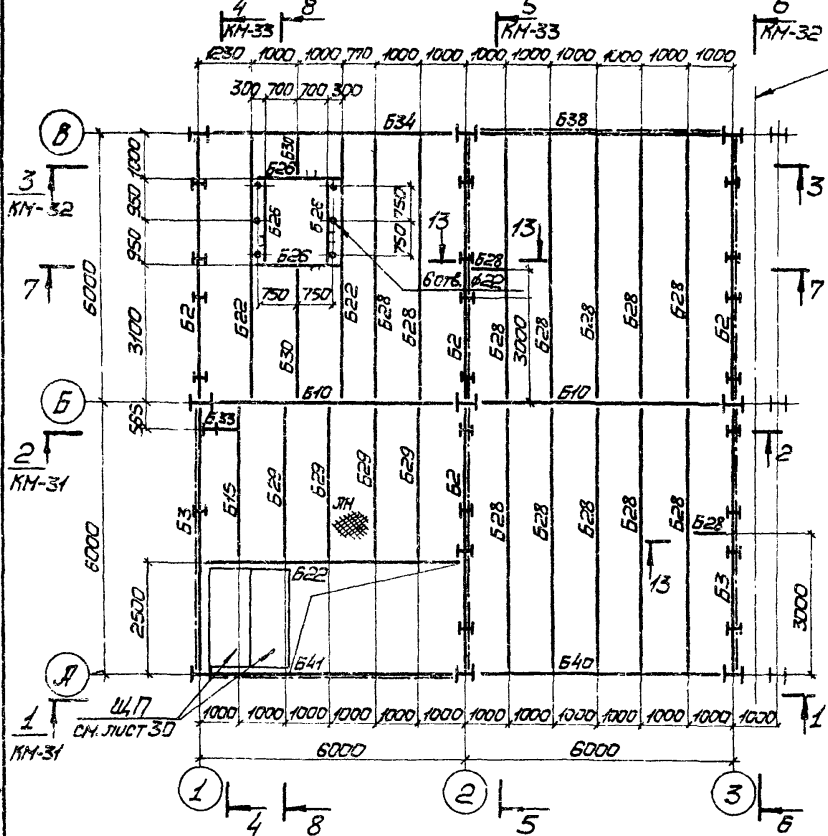 4 8 5 6
КМ-33 КМ-33 КМ-32
1230 1000 1000 770 1000 1000 1000 1000 1000 1000 1000 1000
300 700 700 300
В Б34 Б38
1000 Б30
Б26
3 3
КМ-32
950 Б26 Б26 750
13 13
950 750
Б26 Б28
7 6 отв. ф22 7
750 750
6000 3100 Б2 Б22 Б30 Б22 Б28 Б28 Б2 Б28 Б28 3000 Б28 Б28 Б28 Б2
Б Б10 Б10
565 Б33
2 2
КМ-31
Б3 Б15 Б29 Б29 Б29 Б29 Б2 Б28 Б28 Б28 Б28 Б28 Б28
ЛН
6000 13 Б3
2500 Б22 3000
А Б41 Б40
1 ЩП 1
КМ-31 см. лист 30
1000 1000 1000 1000 1000 1000 1000 1000 1000 1000 1000 1000 1000
6000 6000
1 2 3
4 8 5 6